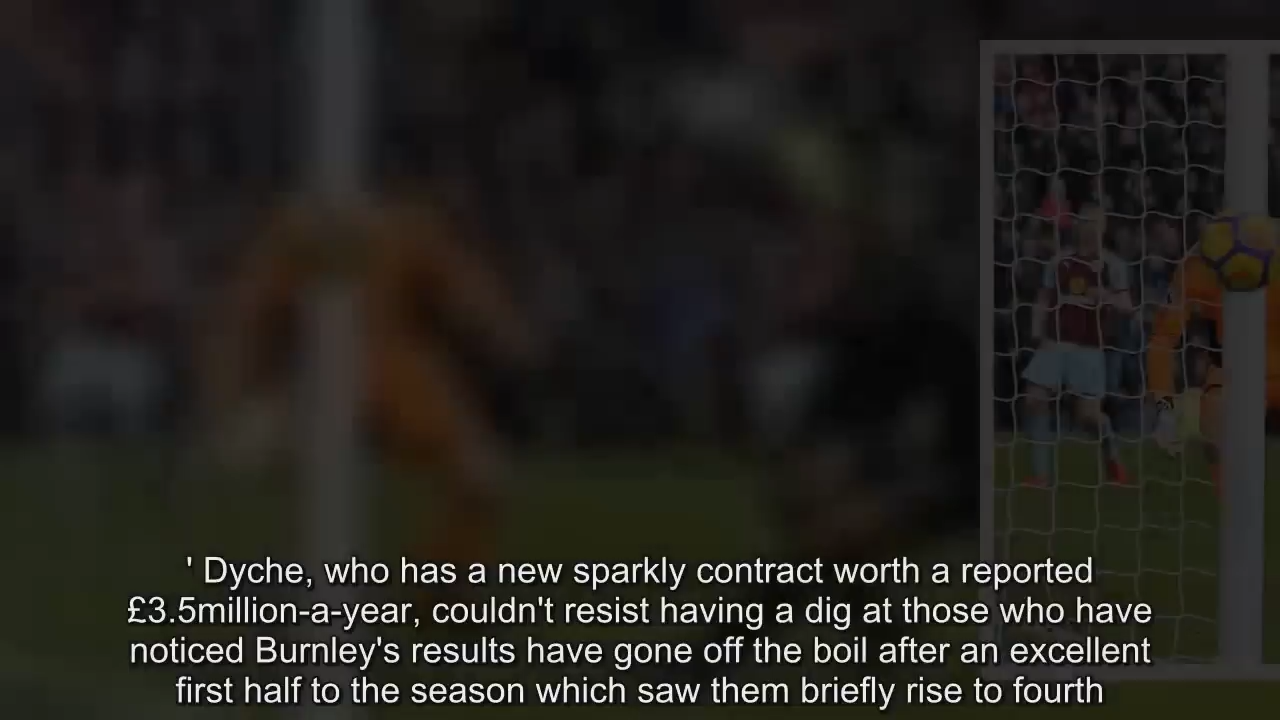 ' Dyche, who has a new sparkly contract worth a reported
£3.5million-a-year, couldn't resist having a dig at those who have
noticed Burnley's results have gone off the boil after an excellent
first half to the season which saw them briefly rise to fourth